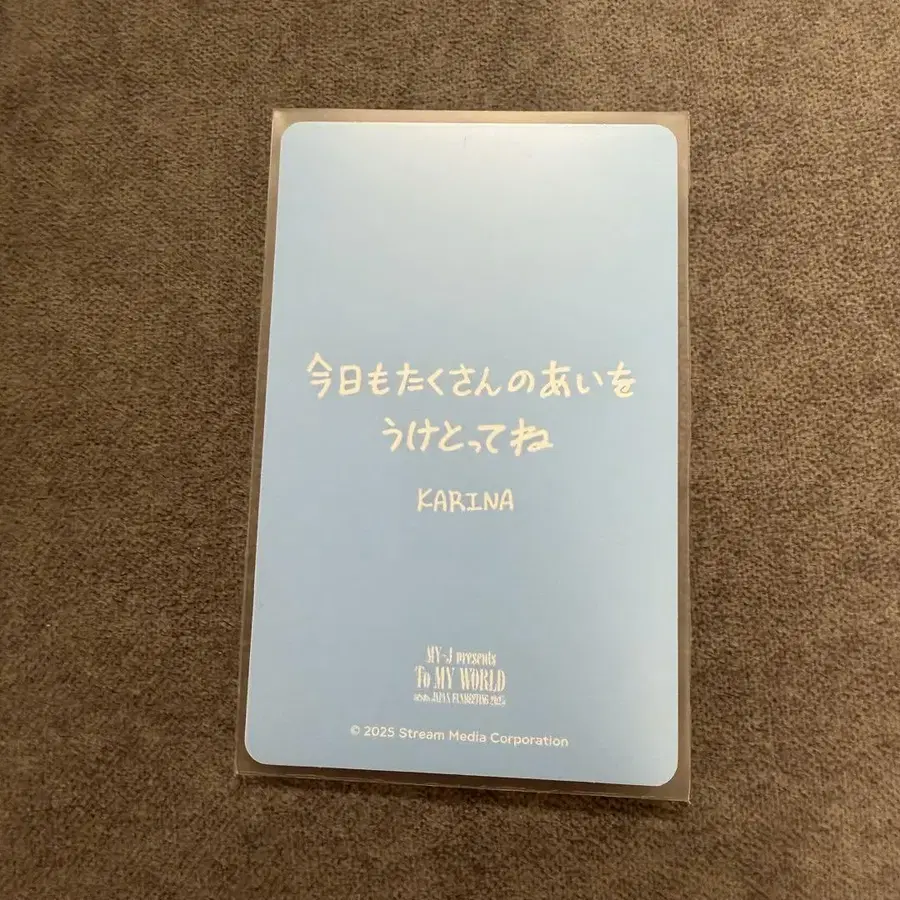 今日もたくさんのあいを
うけとってね
KARINA
MY-J presents
To MY WORLD
aespa JAPAN FANMEETING 2025
© 2025 Stream Media Corporation